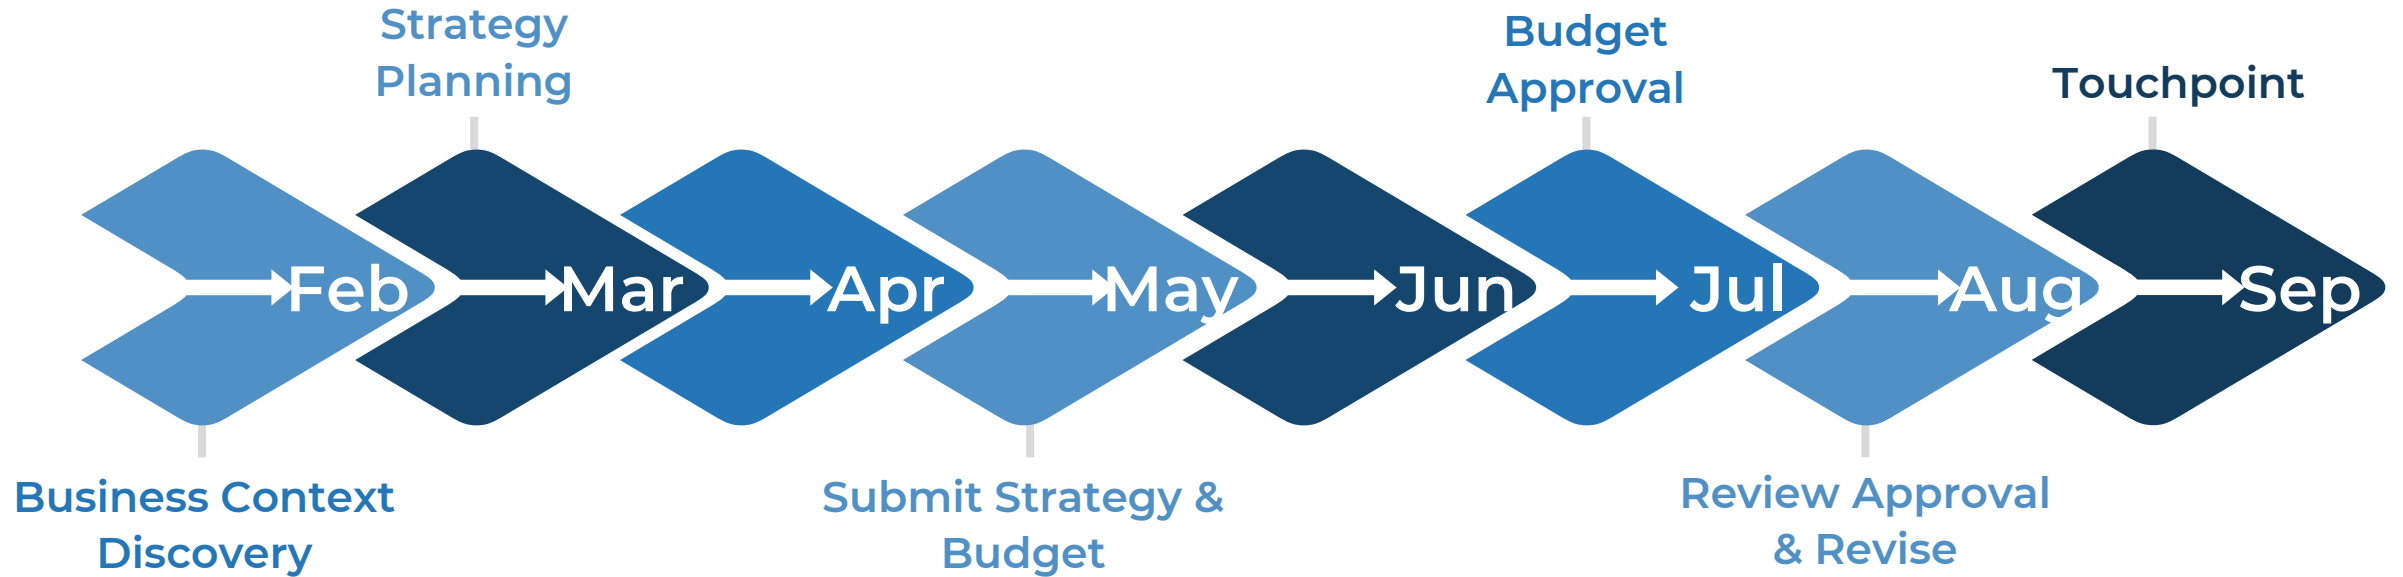 Strategy
Planning
Budget
Approval
Touchpoint
Feb
Mar
Apr
May
Jun
Jul
Aug
Sep
Business Context
Discovery
Submit Strategy &
Budget
Review Approval
& Revise